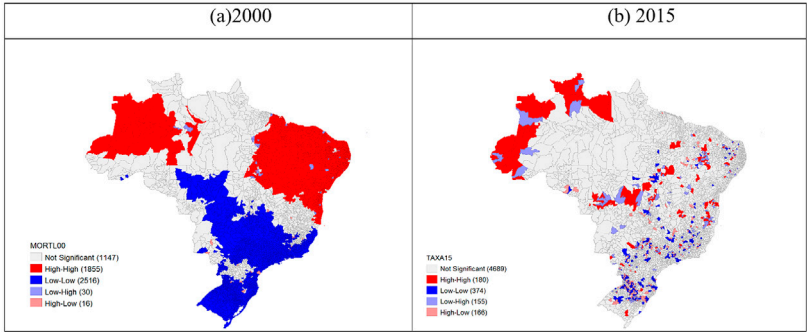 (a)2000
(b) 2015
MORTL00
Not Significant (1147)
High-High (1855)
Low-Low (2516)
Low-High (30)
High-Low (16)
TAXA15
Not Significant (4689)
High-High (180)
Low-Low (374)
Low-High (155)
High-Low (166)